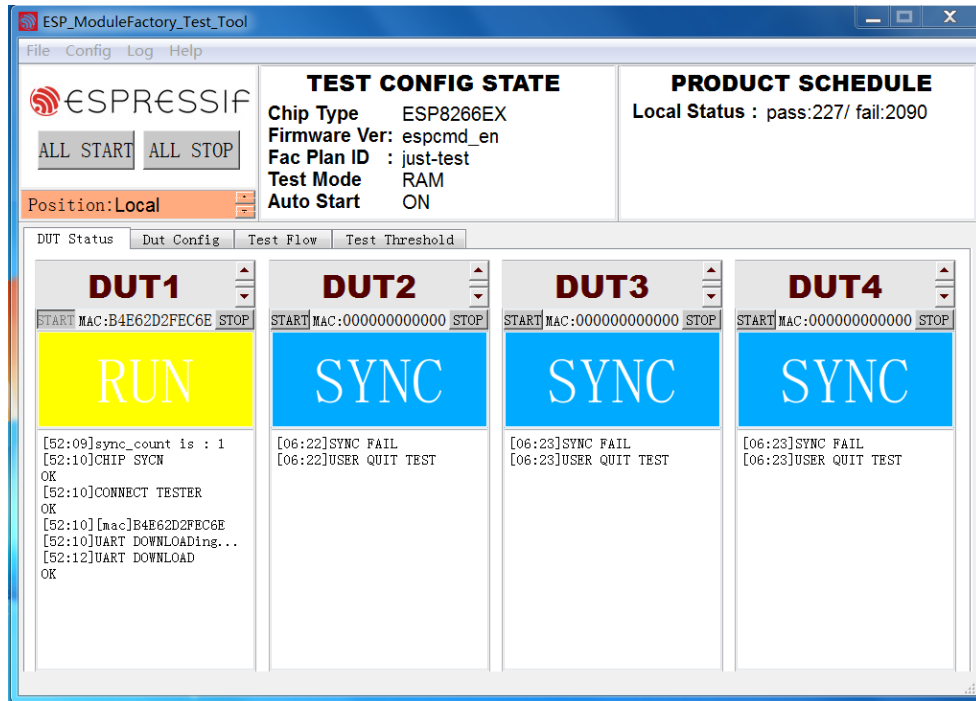 ESP_ModuleFactory_Test_Tool
File Config Log Help
ESPRESSIF
ALL START ALL STOP
Position:Local
TEST CONFIG STATE
Chip Type ESP8266EX
Firmware Ver: espcmd_en
Fac Plan ID : just-test
Test Mode RAM
Auto Start ON
PRODUCT SCHEDULE
Local Status : pass:227/ fail:2090
DUT Status Dut Config Test Flow Test Threshold
DUT1
START MAC:B4E62D2FEC6E STOP
RUN
[52:09]sync_count is : 1
[52:10]CHIP SYCN
OK
[52:10]CONNECT TESTER
OK
[52:10][mac]B4E62D2FEC6E
[52:10]UART DOWNLOADing...
[52:12]UART DOWNLOAD
OK
DUT2
START MAC:000000000000 STOP
SYNC
[06:22]SYNC FAIL
[06:22]USER QUIT TEST
DUT3
START MAC:000000000000 STOP
SYNC
[06:23]SYNC FAIL
[06:23]USER QUIT TEST
DUT4
START MAC:000000000000 STOP
SYNC
[06:23]SYNC FAIL
[06:23]USER QUIT TEST